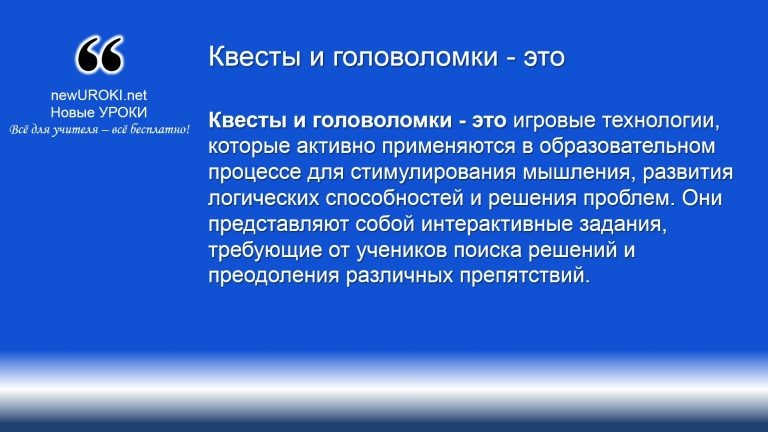 newUROKI.net
Новые УРОКИ
Всё для учителя – всё бесплатно!
Квесты и головоломки - это
Квесты и головоломки - это игровые технологии,
которые активно применяются в образовательном
процессе для стимулирования мышления, развития
логических способностей и решения проблем. Они
представляют собой интерактивные задания,
требующие от учеников поиска решений и
преодоления различных препятствий.